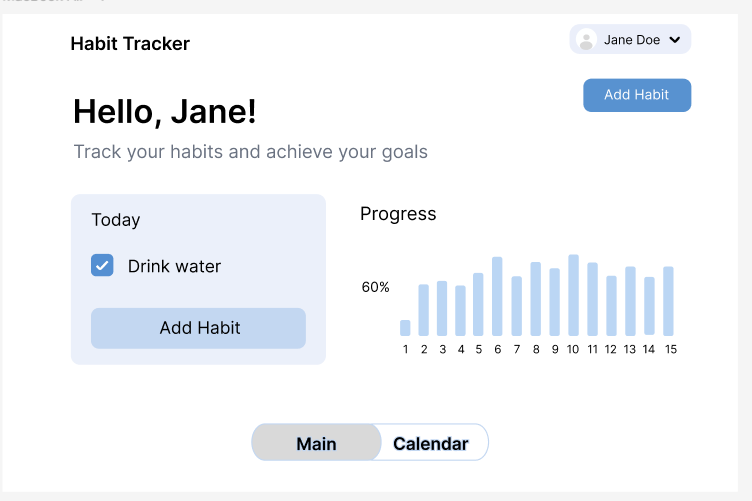 Habit Tracker
Jane Doe
Add Habit
Hello, Jane!
Track your habits and achieve your goals
Today
Drink water
Add Habit
Progress
60%
1 2 3 4 5 6 7 8 9 10 11 12 13 14 15
Main
Calendar